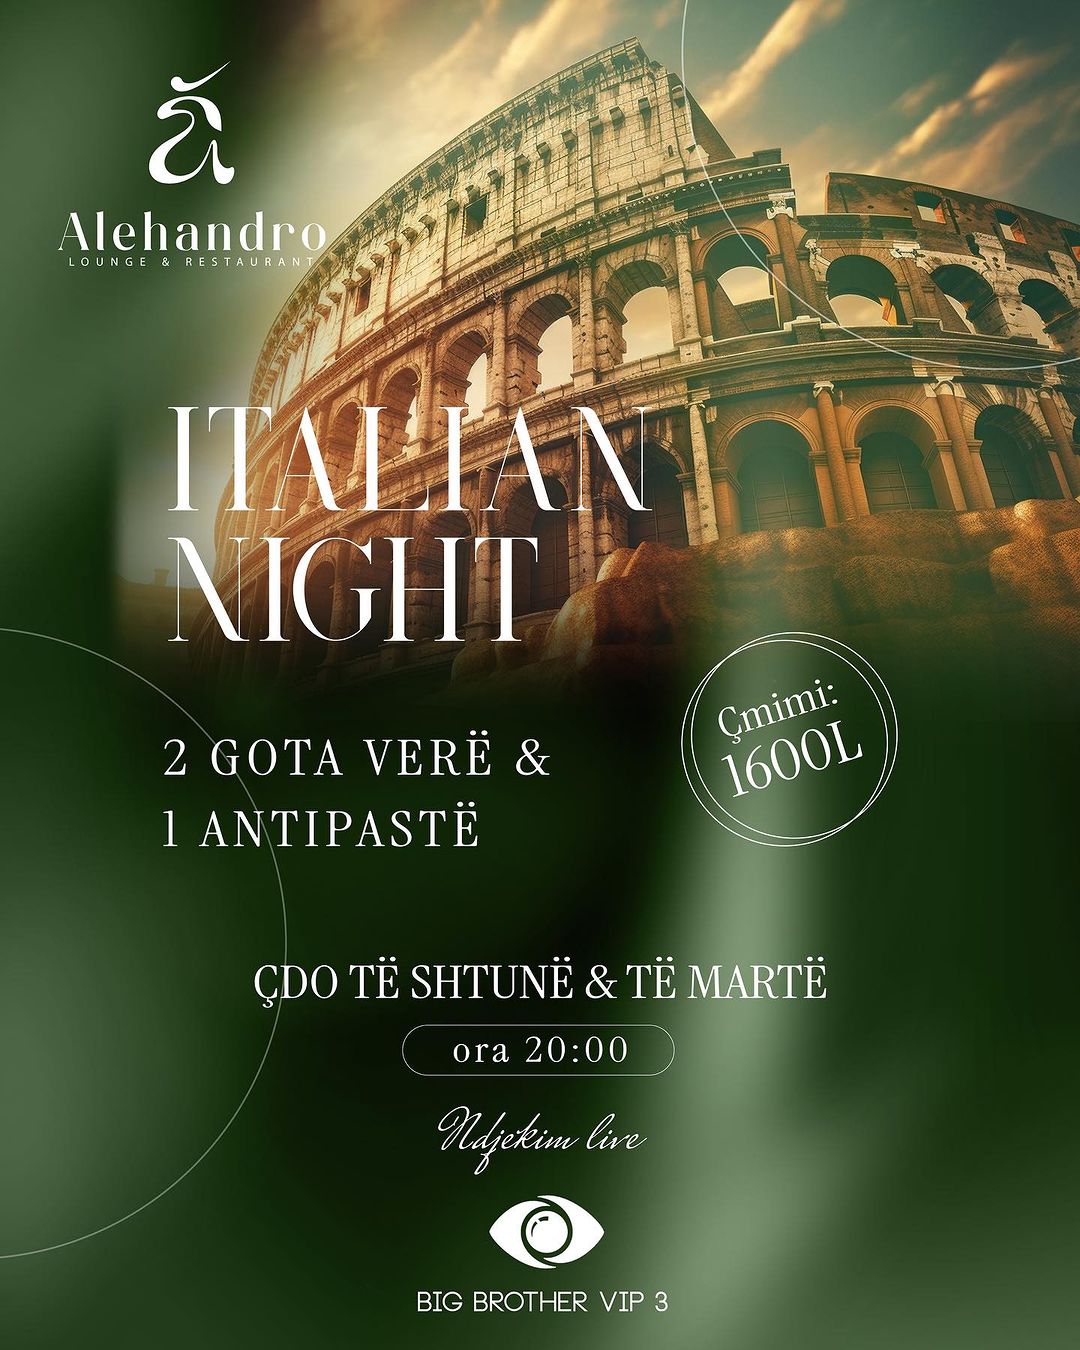 Alehandro
LOUNGE & RESTAURANT
ITALIAN
NIGHT
2 GOTA VERË &
1 ANTIPASTË
Çmimi:
1600L
ÇDO TË SHTUNË & TË MARTË
ora 20:00
Ndjekim live
BIG BROTHER VIP 3